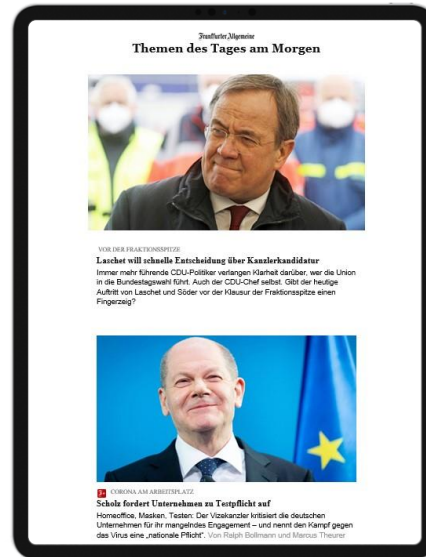 Frankfurter Allgemeine
Themen des Tages am Morgen
VOR DER FRAKTIONSSPITZE
Laschet will schnelle Entscheidung über Kanzlerkandidatur
Immer mehr führende CDU-Politiker verlangen Klarheit darüber, wer die Union
in die Bundestagswahl führt. Auch der CDU-Chef selbst. Gibt der heutige
Auftritt von Laschet und Söder vor der Klausur der Fraktionsspitze einen
Fingerzeig?
F+ CORONA AM ARBEITSPLATZ
Scholz fordert Unternehmen zu Testpflicht auf
Homeoffice, Masken, Testen: Der Vizekanzler kritisiert die deutschen
Unternehmen für ihr mangelndes Engagement – und nennt den Kampf gegen
das Virus eine „nationale Pflicht“. Von Ralph Bollmann und Marcus Theurer